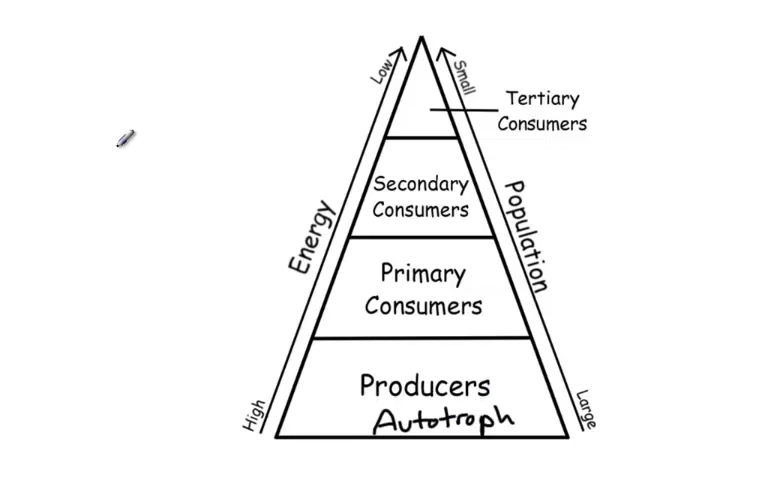 Low
Small
Tertiary
Consumers
Secondary
Consumers
Energy
Population
Primary
Consumers
Producers
Autotroph
High
Large